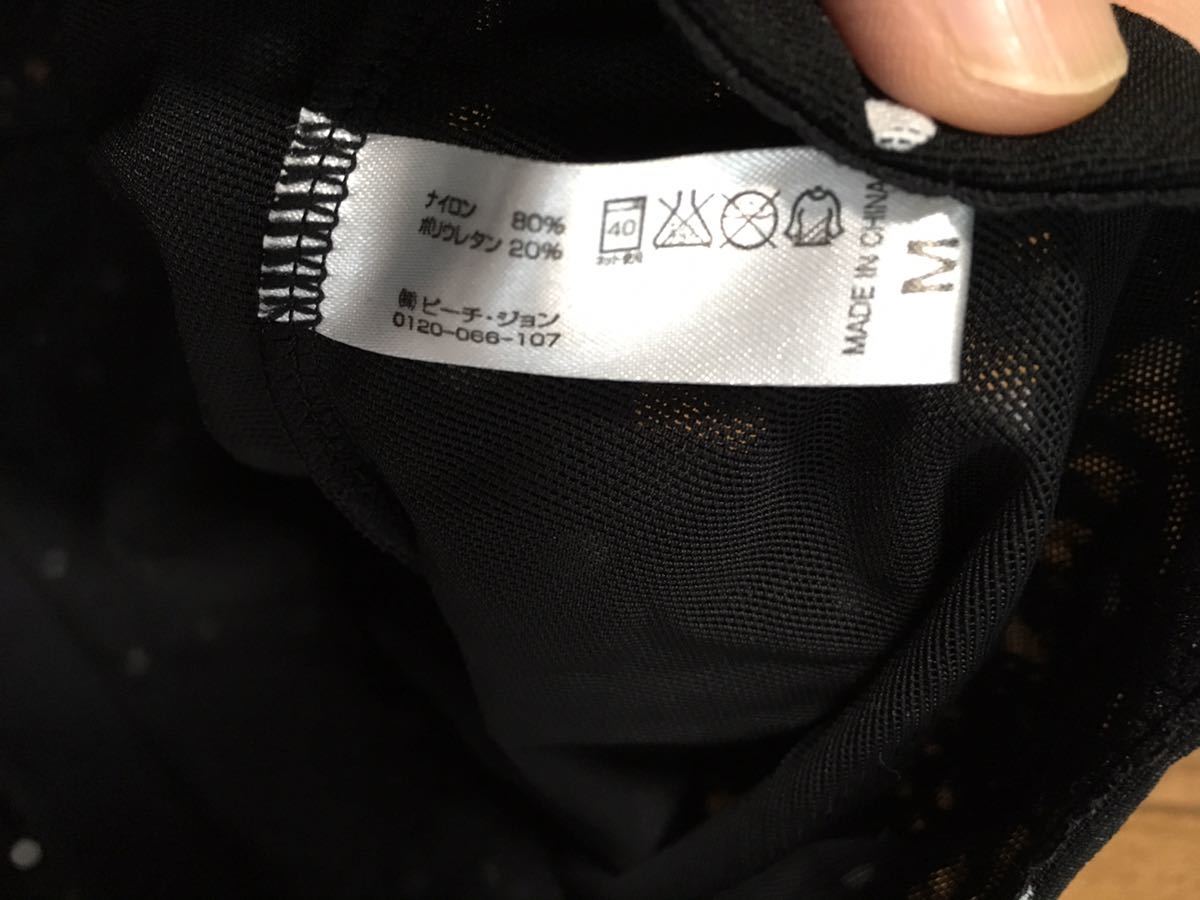 ナイロン 80%
ポリウレタン 20%
㈱ピーチ・ジョン
0120-066-107
40
ネット使用
MADE IN CHINA
M